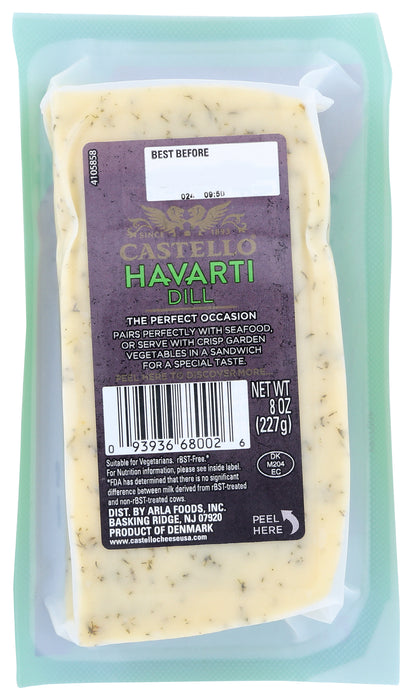 4105858
BEST BEFORE
024 09:50
SINCE 1893
CASTELLO
HAVARTI
DILL
THE PERFECT OCCASION
PAIRS PERFECTLY WITH SEAFOOD,
OR SERVE WITH CRISP GARDEN
VEGETABLES IN A SANDWICH
FOR A SPECIAL TASTE.
PEEL HERE TO DISCOVER MORE...
NET WT
8 OZ
(227g)
0 93936 68002 6
Suitable for Vegetarians. rBST-Free.*
For Nutrition information, please see inside label.
*FDA has determined that there is no significant
difference between milk derived from rBST-treated
and non-rBST-treated cows.
DK
M204
EC
DIST. BY ARLA FOODS, INC.
BASKING RIDGE, NJ 07920
PRODUCT OF DENMARK
www.castellocheeseusa.com
PEEL
HERE